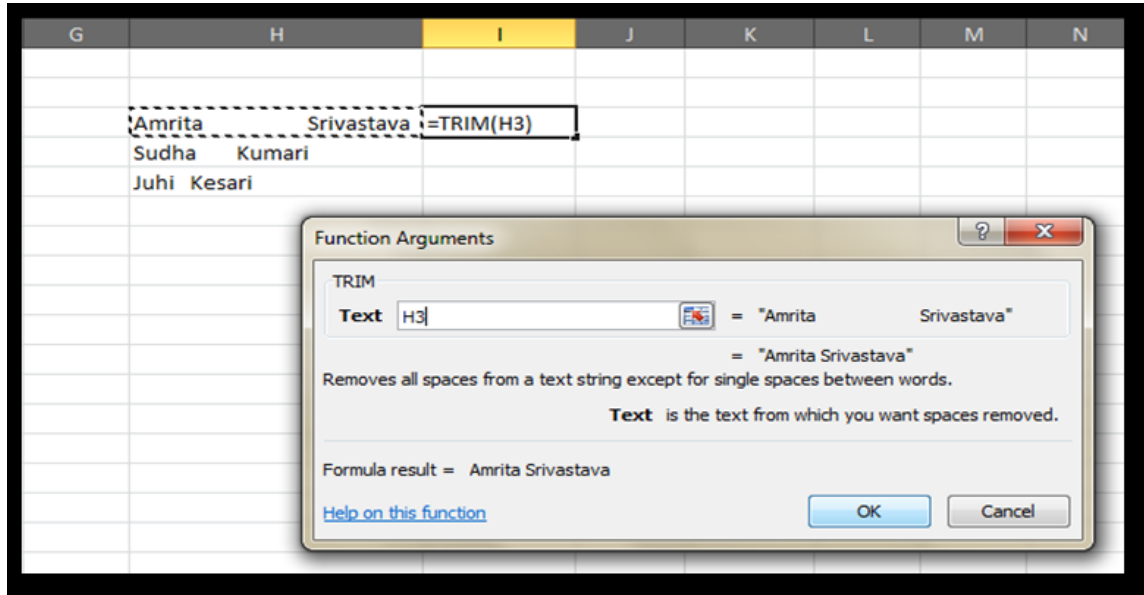 G H I J K L M N
Amrita Srivastava =TRIM(H3)
Sudha Kumari
Juhi Kesari
Function Arguments
TRIM
Text H3 = "Amrita Srivastava"
= "Amrita Srivastava"
Removes all spaces from a text string except for single spaces between words.
Text is the text from which you want spaces removed.
Formula result = Amrita Srivastava
Help on this function OK Cancel